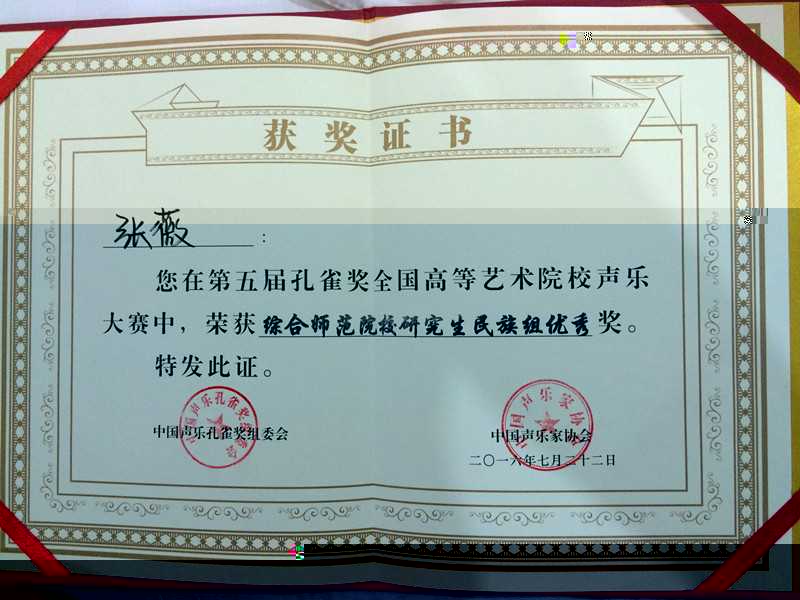 获奖证书
张薇：
您在第五届孔雀奖全国高等艺术院校声乐
大赛中，荣获综合师范院校研究生民族组优秀奖。
特发此证。
中国声乐孔雀奖组委会
中国声乐家协会
二〇一六年七月二十二日